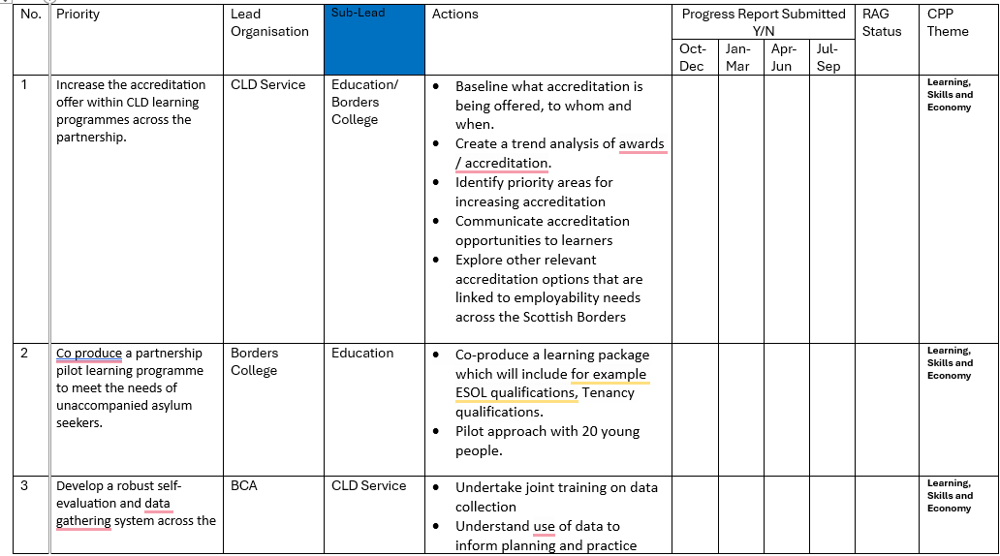 No.
Priority
Lead
Organisation
Sub-Lead
Actions
Progress Report Submitted
Y/N
Oct-
Dec
Jan-
Mar
Apr-
Jun
Jul-
Sep
RAG
Status
CPP
Theme
1
Increase the accreditation
offer within CLD learning
programmes across the
partnership.
CLD Service
Education/
Borders
College
• Baseline what accreditation is
being offered, to whom and
when.
• Create a trend analysis of awards
/ accreditation.
• Identify priority areas for
increasing accreditation
• Communicate accreditation
opportunities to learners
• Explore other relevant
accreditation options that are
linked to employability needs
across the Scottish Borders
Learning,
Skills and
Economy
2
Co produce a partnership
pilot learning programme
to meet the needs of
unaccompanied asylum
seekers.
Borders
College
Education
• Co-produce a learning package
which will include for example
ESOL qualifications, Tenancy
qualifications.
• Pilot approach with 20 young
people.
Learning,
Skills and
Economy
3
Develop a robust self-
evaluation and data
gathering system across the
BCA
CLD Service
• Undertake joint training on data
collection
• Understand use of data to
inform planning and practice
Learning,
Skills and
Economy